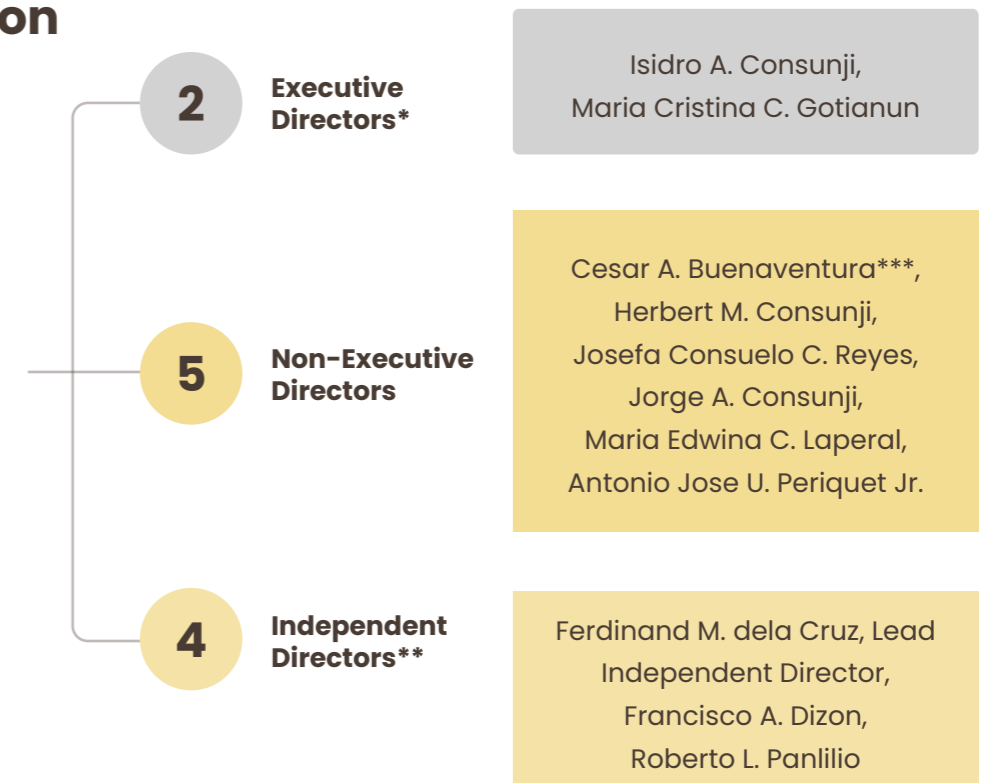 on
2
Executive
Directors*
Isidro A. Consunji,
Maria Cristina C. Gotianun
5
Non-Executive
Directors
Cesar A. Buenaventura***,
Herbert M. Consunji,
Josefa Consuelo C. Reyes,
Jorge A. Consunji,
Maria Edwina C. Laperal,
Antonio Jose U. Periquet Jr.
4
Independent
Directors**
Ferdinand M. dela Cruz, Lead
Independent Director,
Francisco A. Dizon,
Roberto L. Panlilio